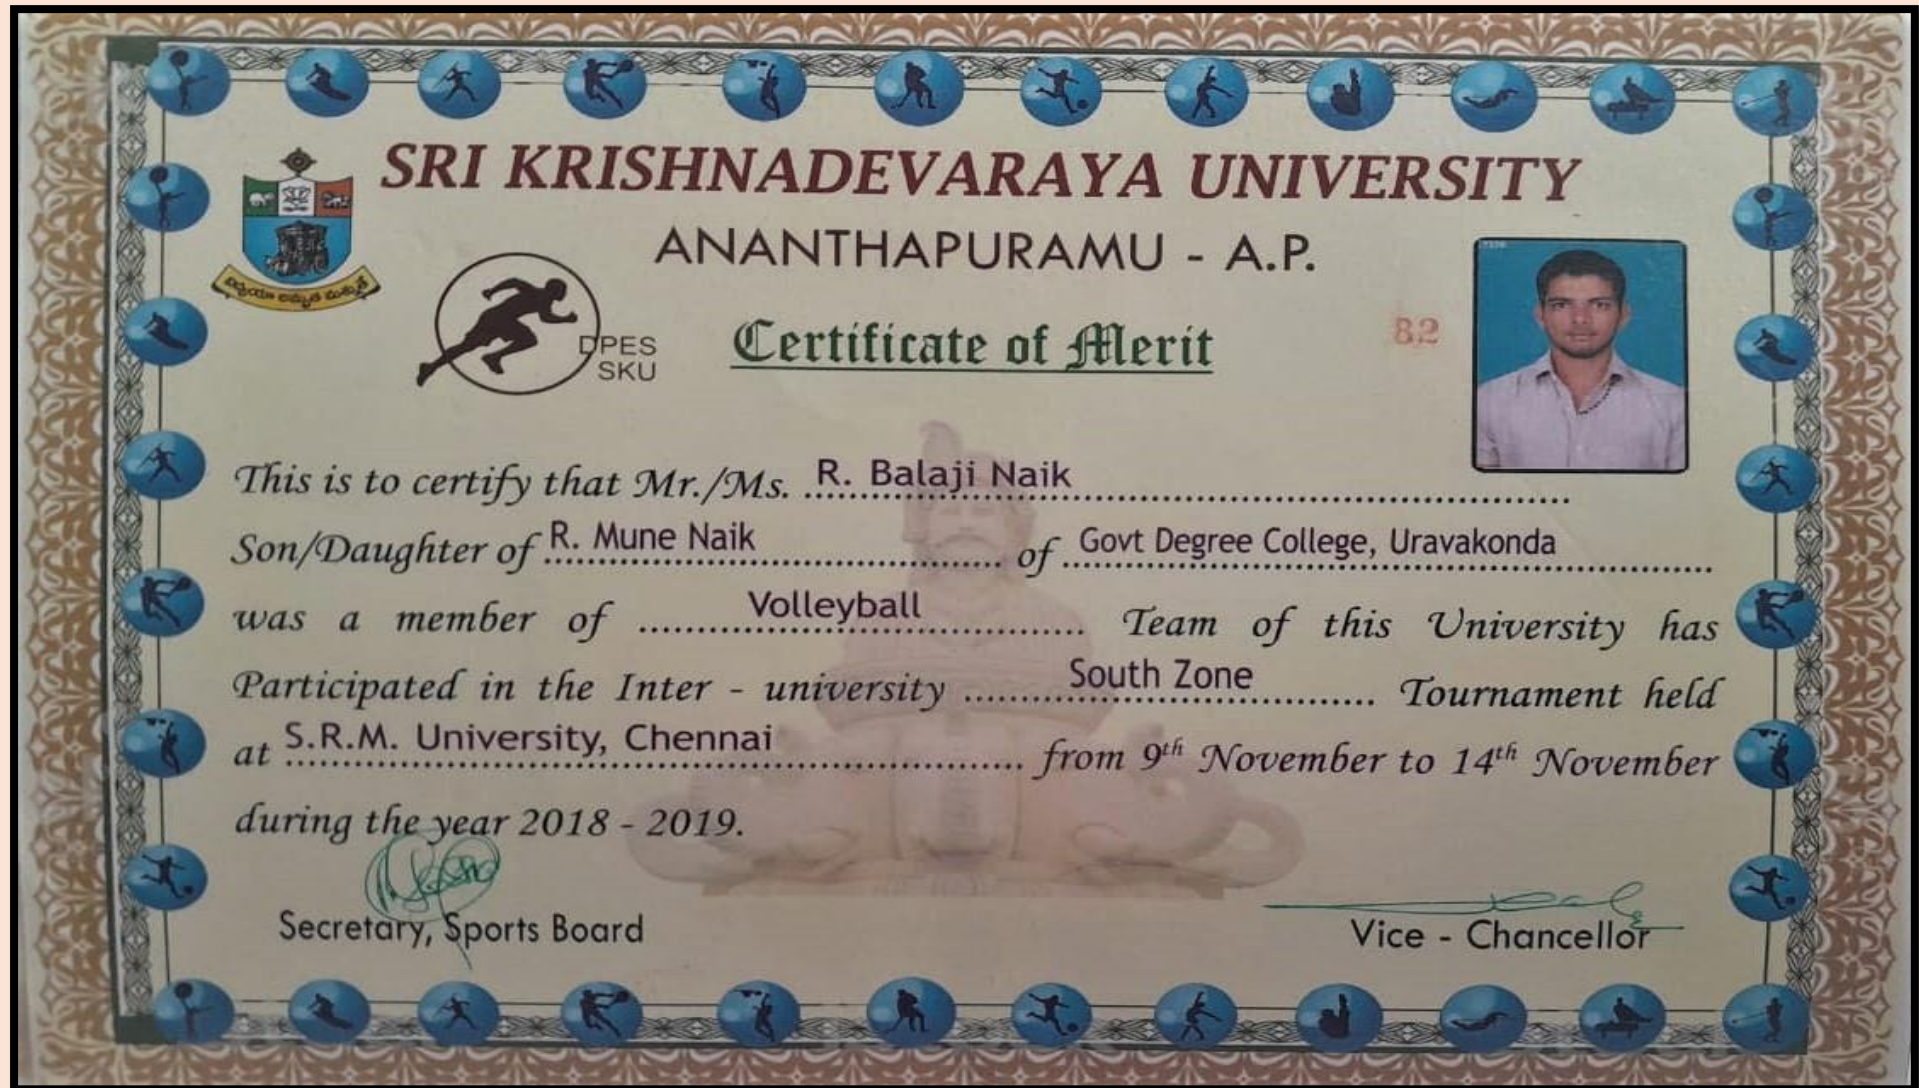 SRI KRISHNADEVARAYA UNIVERSITY
ANANTHAPURAMU - A.P.
DPES
SKU
Certificate of Merit
82
This is to certify that Mr./Ms. R. Balaji Naik
Son/Daughter of R. Mune Naik of Govt Degree College, Uravakonda
was a member of Volleyball Team of this University has
Participated in the Inter - university South Zone Tournament held
at S.R.M. University, Chennai from 9th November to 14th November
during the year 2018 - 2019.
Secretary, Sports Board
Vice - Chancellor